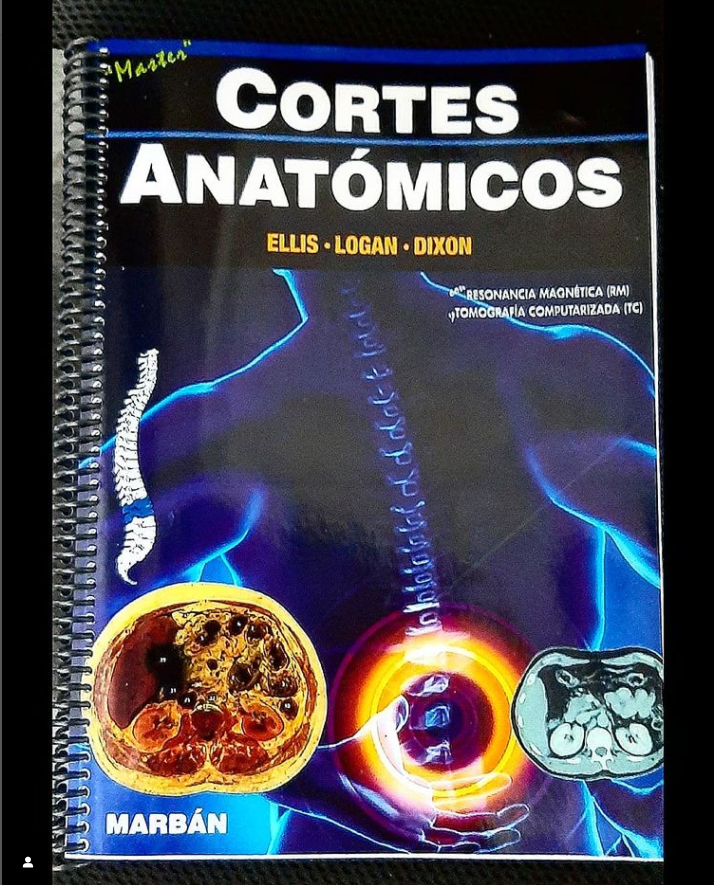 "Master"
CORTES
ANATÓMICOS
ELLIS · LOGAN · DIXON
RESONANCIA MAGNÉTICA (RM)
TOMOGRAFÍA COMPUTARIZADA (TC)
MARBÁN